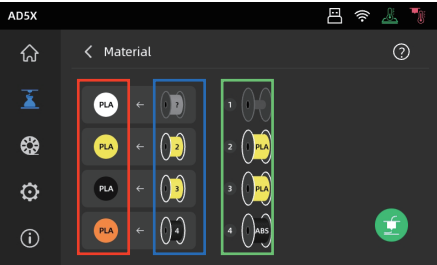 AD5X
Material
?
PLA ← ? 1
PLA ← 2 2 PLA
PLA ← 3 3 PLA
PLA ← 4 4 ABS